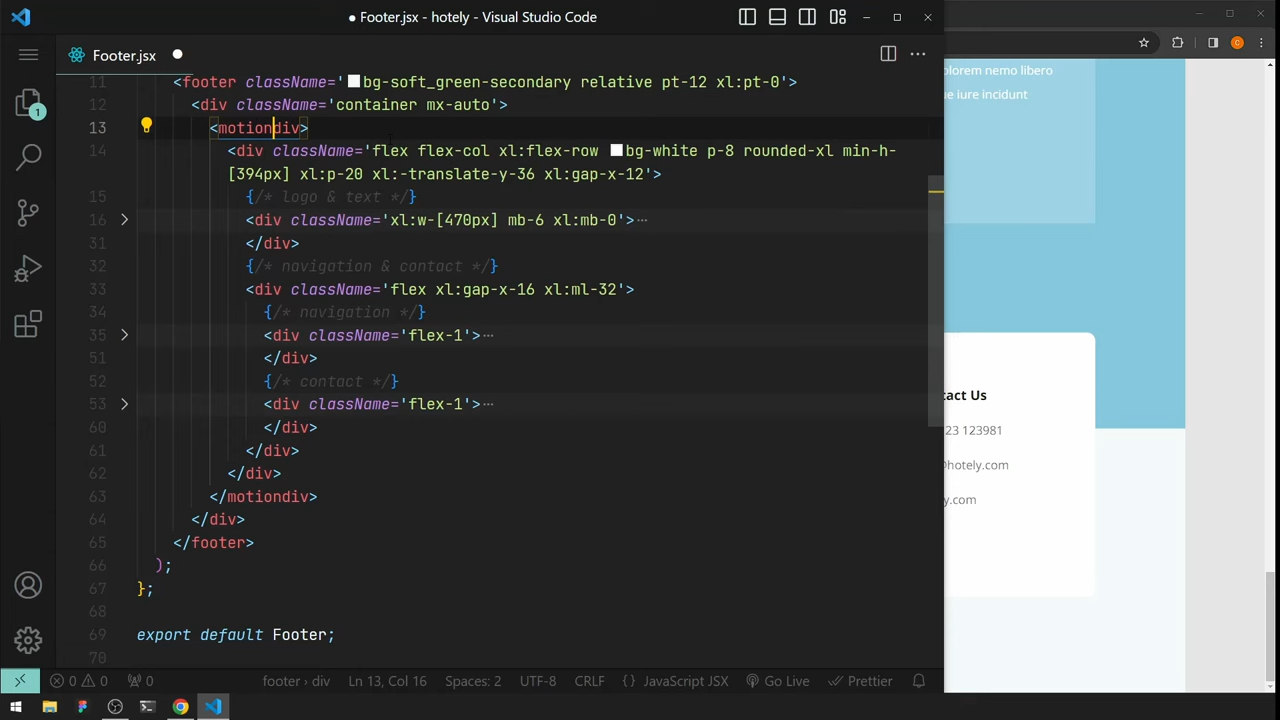 ● Footer.jsx - hotely - Visual Studio Code
Footer.jsx ●
1
11 <footer className='bg-soft_green-secondary relative pt-12 xl:pt-0'>
12 <div className='container mx-auto'>
13 <motiondiv>
14 <div className='flex flex-col xl:flex-row bg-white p-8 rounded-xl min-h-
[394px] xl:p-20 xl:-translate-y-36 xl:gap-x-12'>
15 {/* logo & text */}
16 <div className='xl:w-[470px] mb-6 xl:mb-0'>⋯
31 </div>
32 {/* navigation & contact */}
33 <div className='flex xl:gap-x-16 xl:ml-32'>
34 {/* navigation */}
35 <div className='flex-1'>⋯
51 </div>
52 {/* contact */}
53 <div className='flex-1'>⋯
60 </div>
61 </div>
62 </div>
63 </motiondiv>
64 </div>
65 </footer>
66 );
67 };
68
69 export default Footer;
70
0 0 0 footer › div Ln 13, Col 16 Spaces: 2 UTF-8 CRLF {} JavaScript JSX Go Live Prettier
C
olorem nemo libero
e iure incidunt
tact Us
23 123981
@hotely.com
y.com